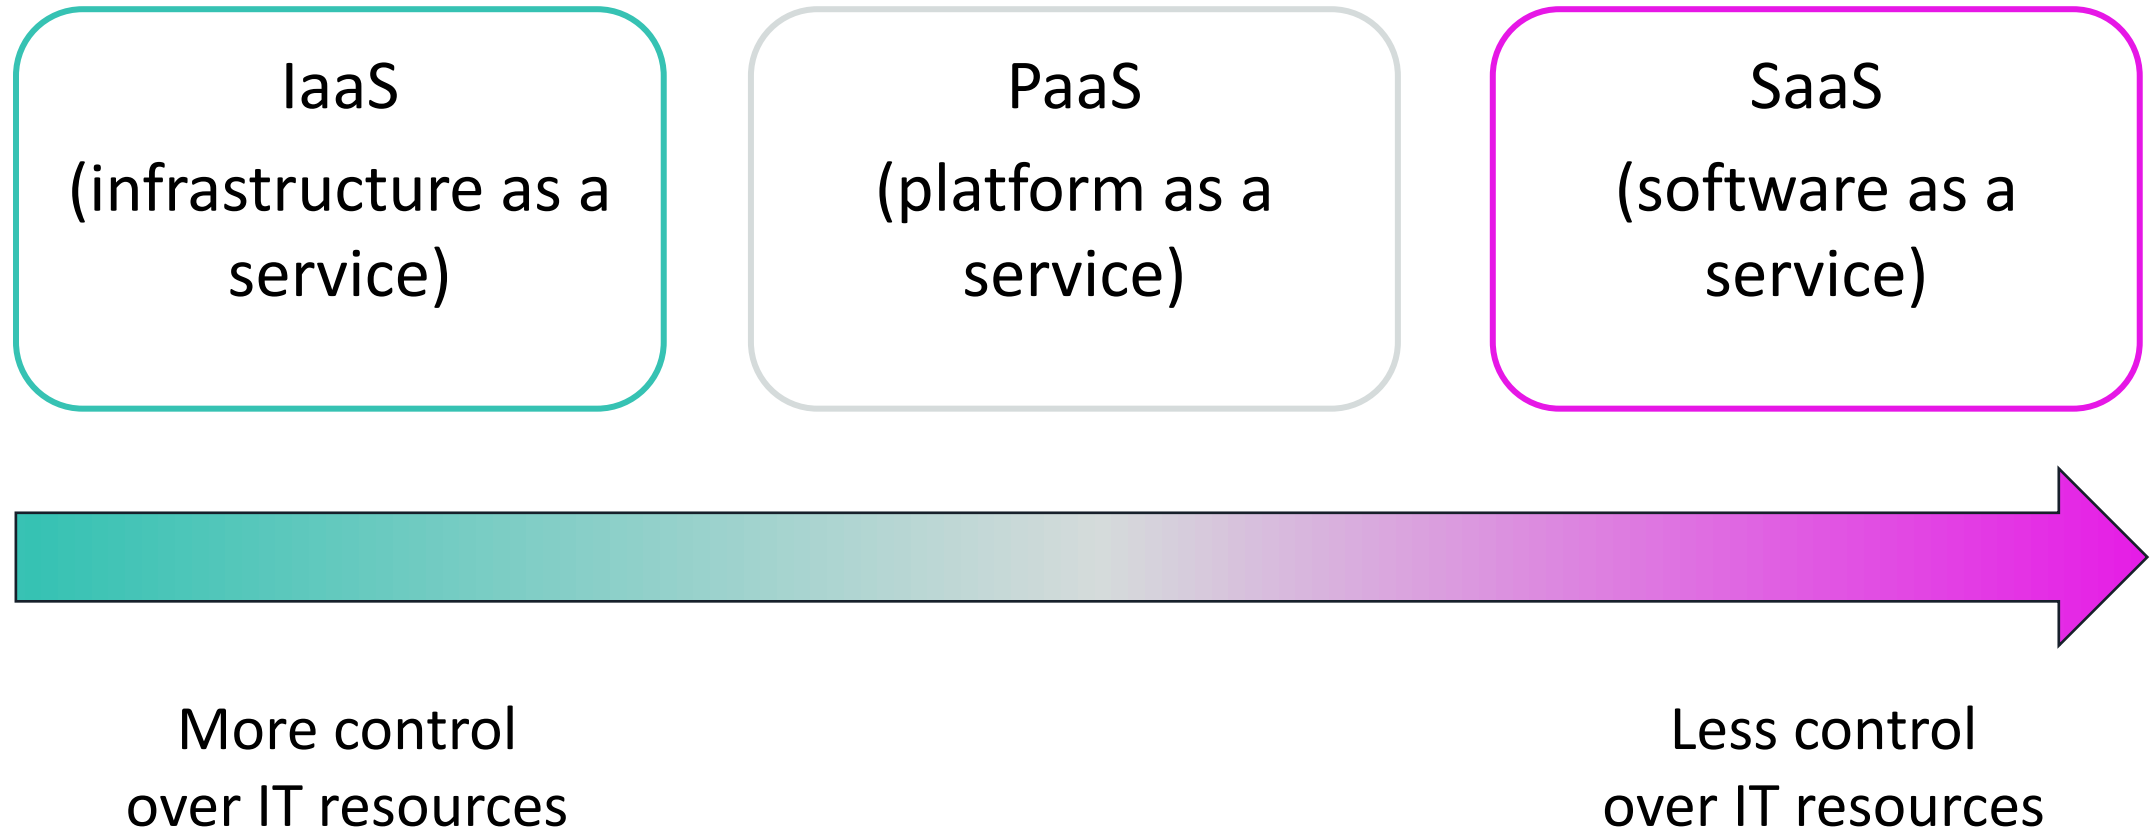 IaaS
(infrastructure as a
service)
PaaS
(platform as a
service)
SaaS
(software as a
service)
More control
over IT resources
Less control
over IT resources